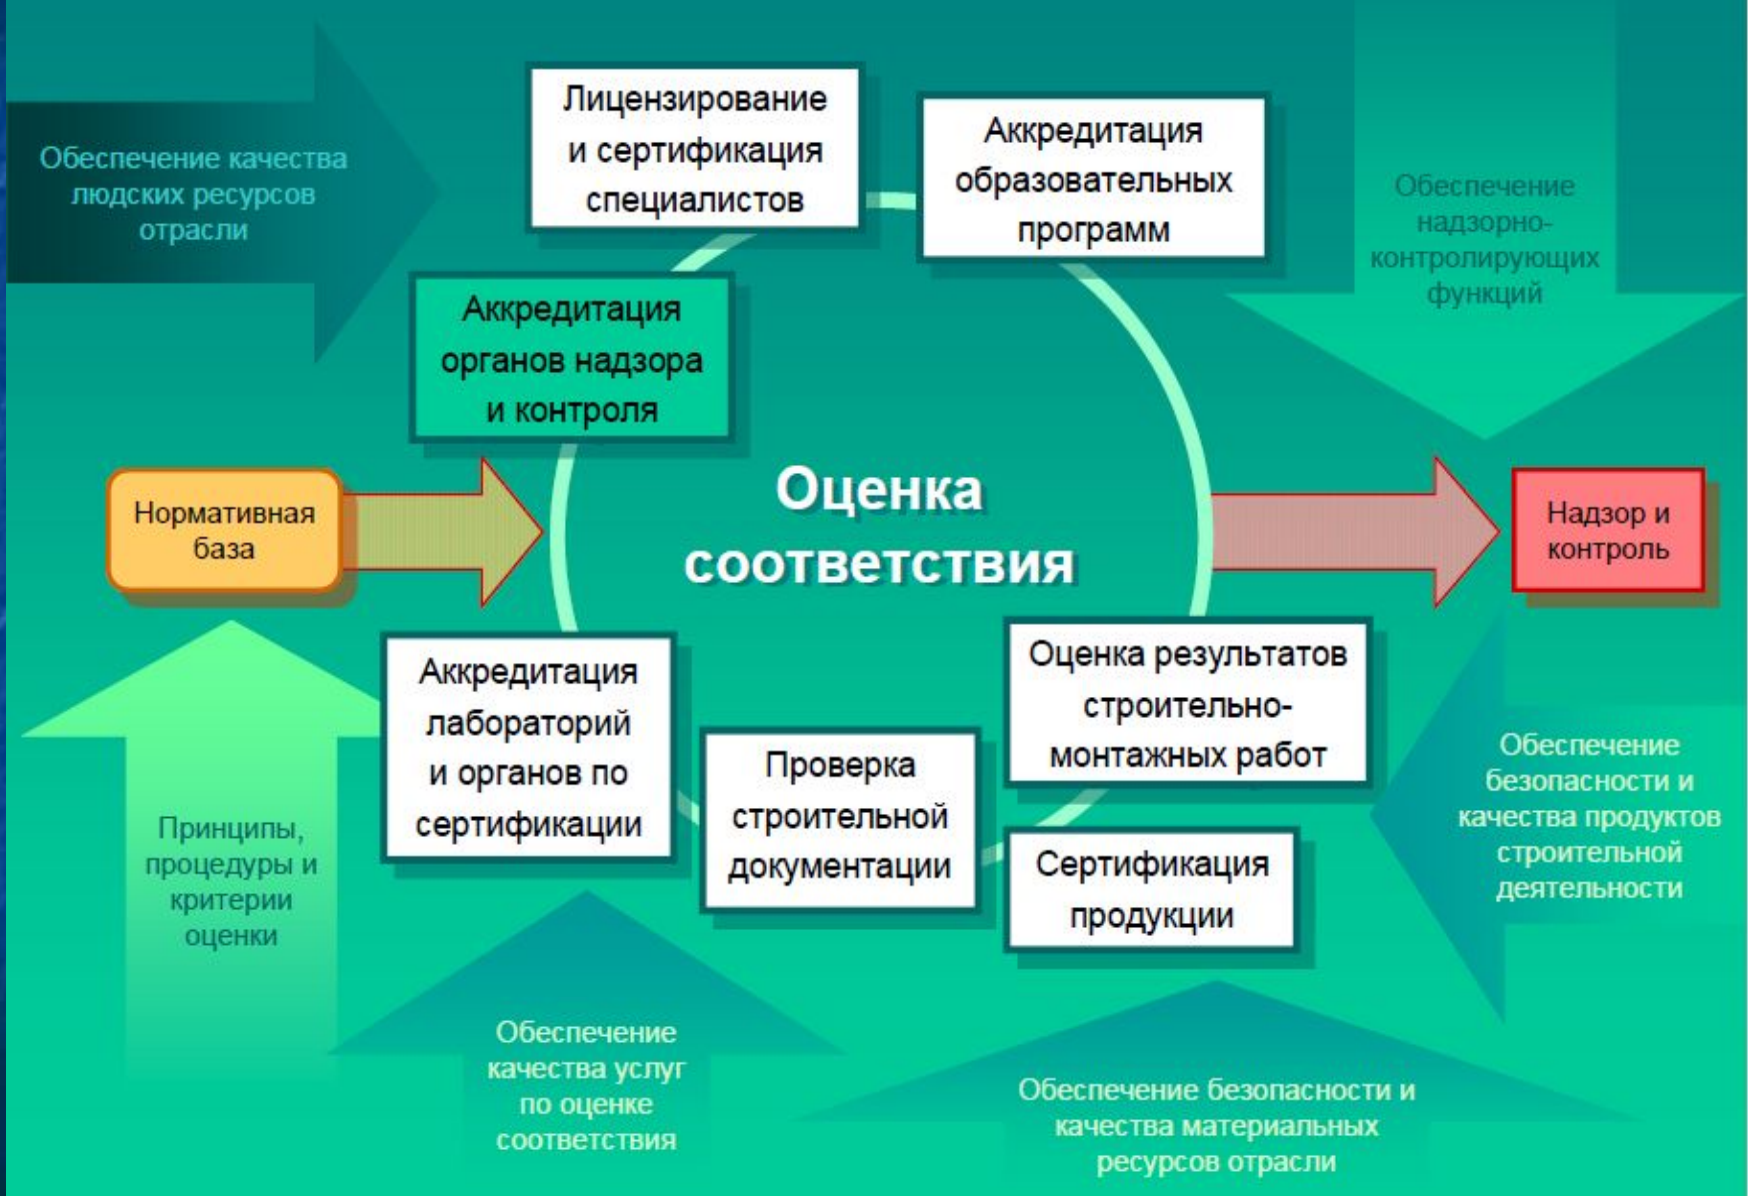 Лицензирование
и сертификация
специалистов
Аккредитация
образовательных
программ
Обеспечение качества
людских ресурсов
отрасли
Обеспечение
надзорно-
контролирующих
функций
Аккредитация
органов надзора
и контроля
Нормативная
база
Оценка
соответствия
Надзор и
контроль
Аккредитация
лабораторий
и органов по
сертификации
Проверка
строительной
документации
Оценка результатов
строительно-
монтажных работ
Сертификация
продукции
Обеспечение
безопасности и
качества продуктов
строительной
деятельности
Принципы,
процедуры и
критерии
оценки
Обеспечение
качества услуг
по оценке
соответствия
Обеспечение безопасности и
качества материальных
ресурсов отрасли